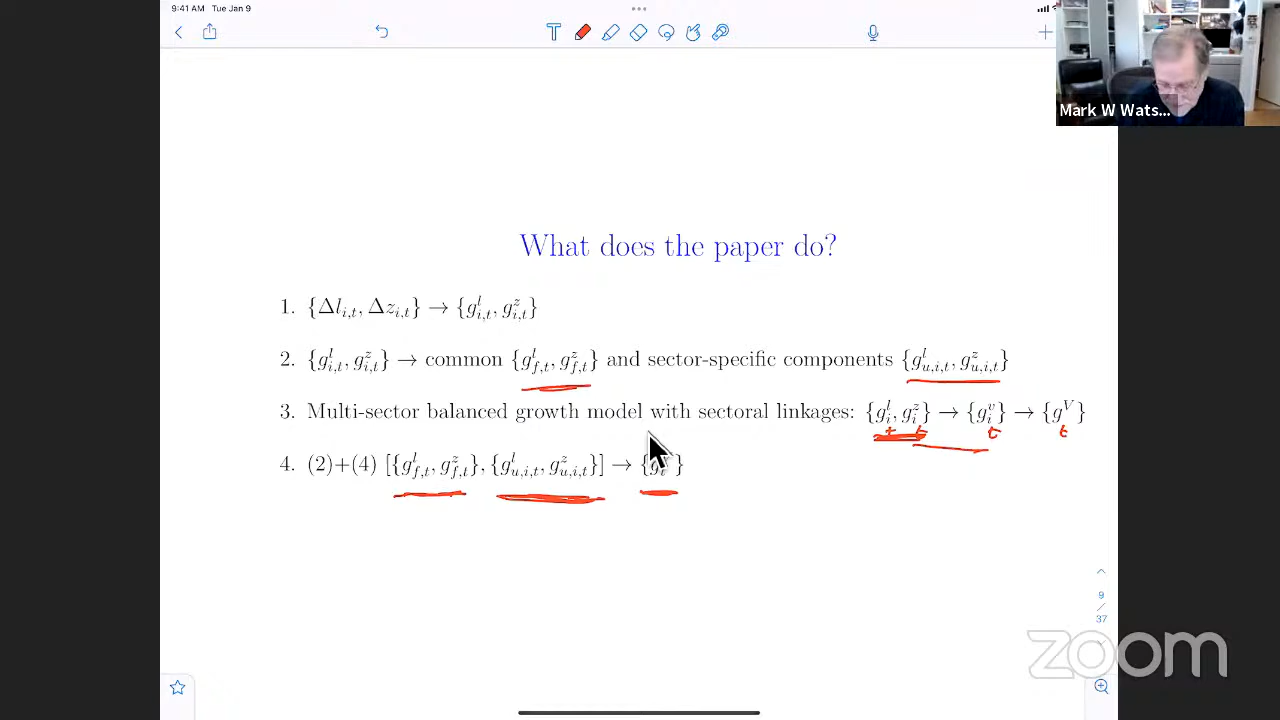 9:41 AM Tue Jan 9
Mark W Wats...
What does the paper do?
1. {Δl_{i,t}, Δz_{i,t}} → {g^l_{i,t}, g^z_{i,t}}
2. {g^l_{i,t}, g^z_{i,t}} → common {g^l_{f,t}, g^z_{f,t}} and sector-specific components {g^l_{u,i,t}, g^z_{u,i,t}}
3. Multi-sector balanced growth model with sectoral linkages: {g^l_i, g^z_i} → {g^v_i} → {g^V}
t t t t
4. (2)+(4) [{g^l_{f,t}, g^z_{f,t}}, {g^l_{u,i,t}, g^z_{u,i,t}}] →
9
/
37
zoom